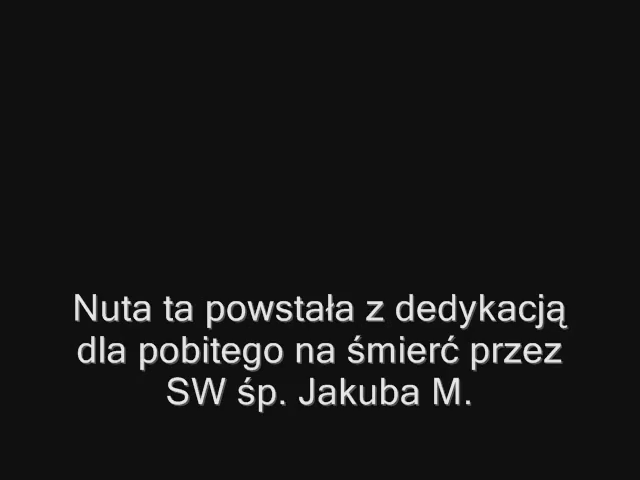 Nuta ta powstała z dedykacją
dla pobitego na śmierć przez
SW śp. Jakuba M.